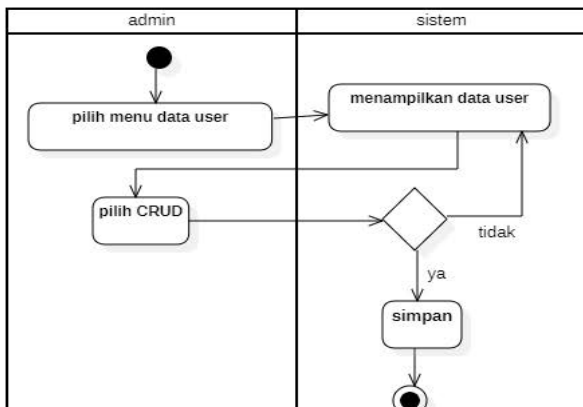 admin
sistem
pilih menu data user
menampilkan data user
pilih CRUD
tidak
ya
simpan